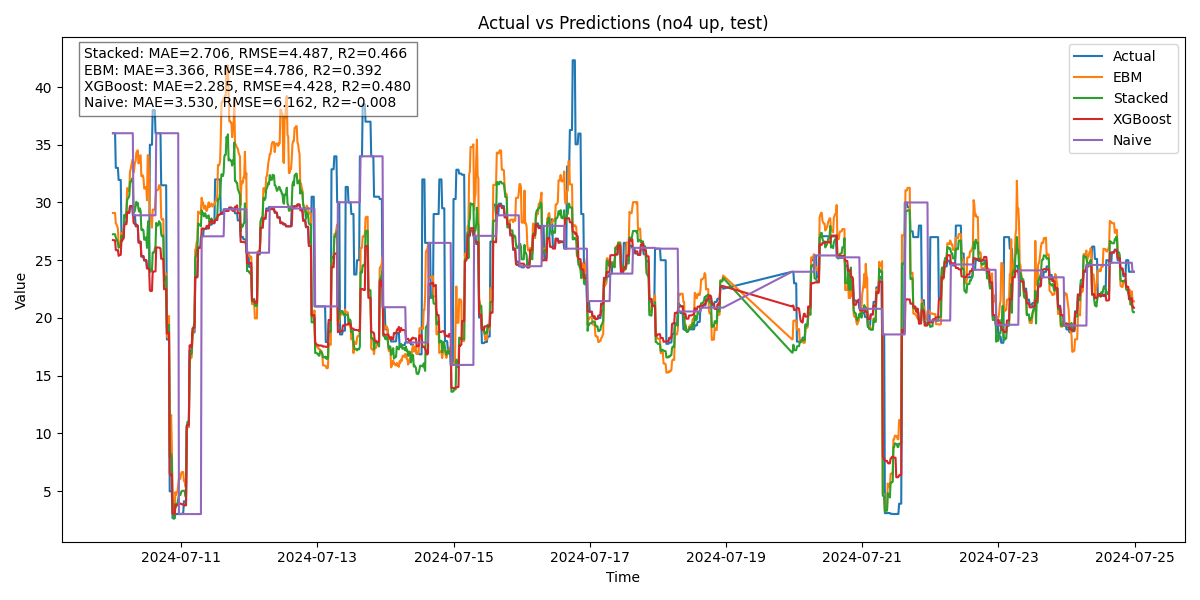 Actual vs Predictions (no4 up, test)
Stacked: MAE=2.706, RMSE=4.487, R2=0.466
EBM: MAE=3.366, RMSE=4.786, R2=0.392
XGBoost: MAE=2.285, RMSE=4.428, R2=0.480
Naive: MAE=3.530, RMSE=6.162, R2=-0.008
Actual
EBM
Stacked
XGBoost
Naive
Value
40
35
30
25
20
15
10
5
2024-07-11
2024-07-13
2024-07-15
2024-07-17
2024-07-19
2024-07-21
2024-07-23
2024-07-25
Time